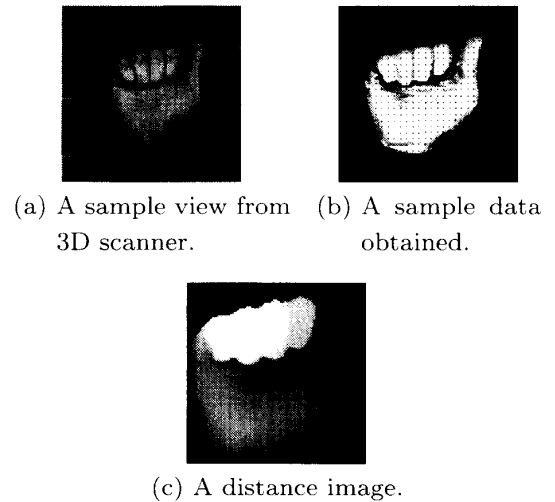 (a) A sample view from
3D scanner.
(b) A sample data
obtained.
(c) A distance image.